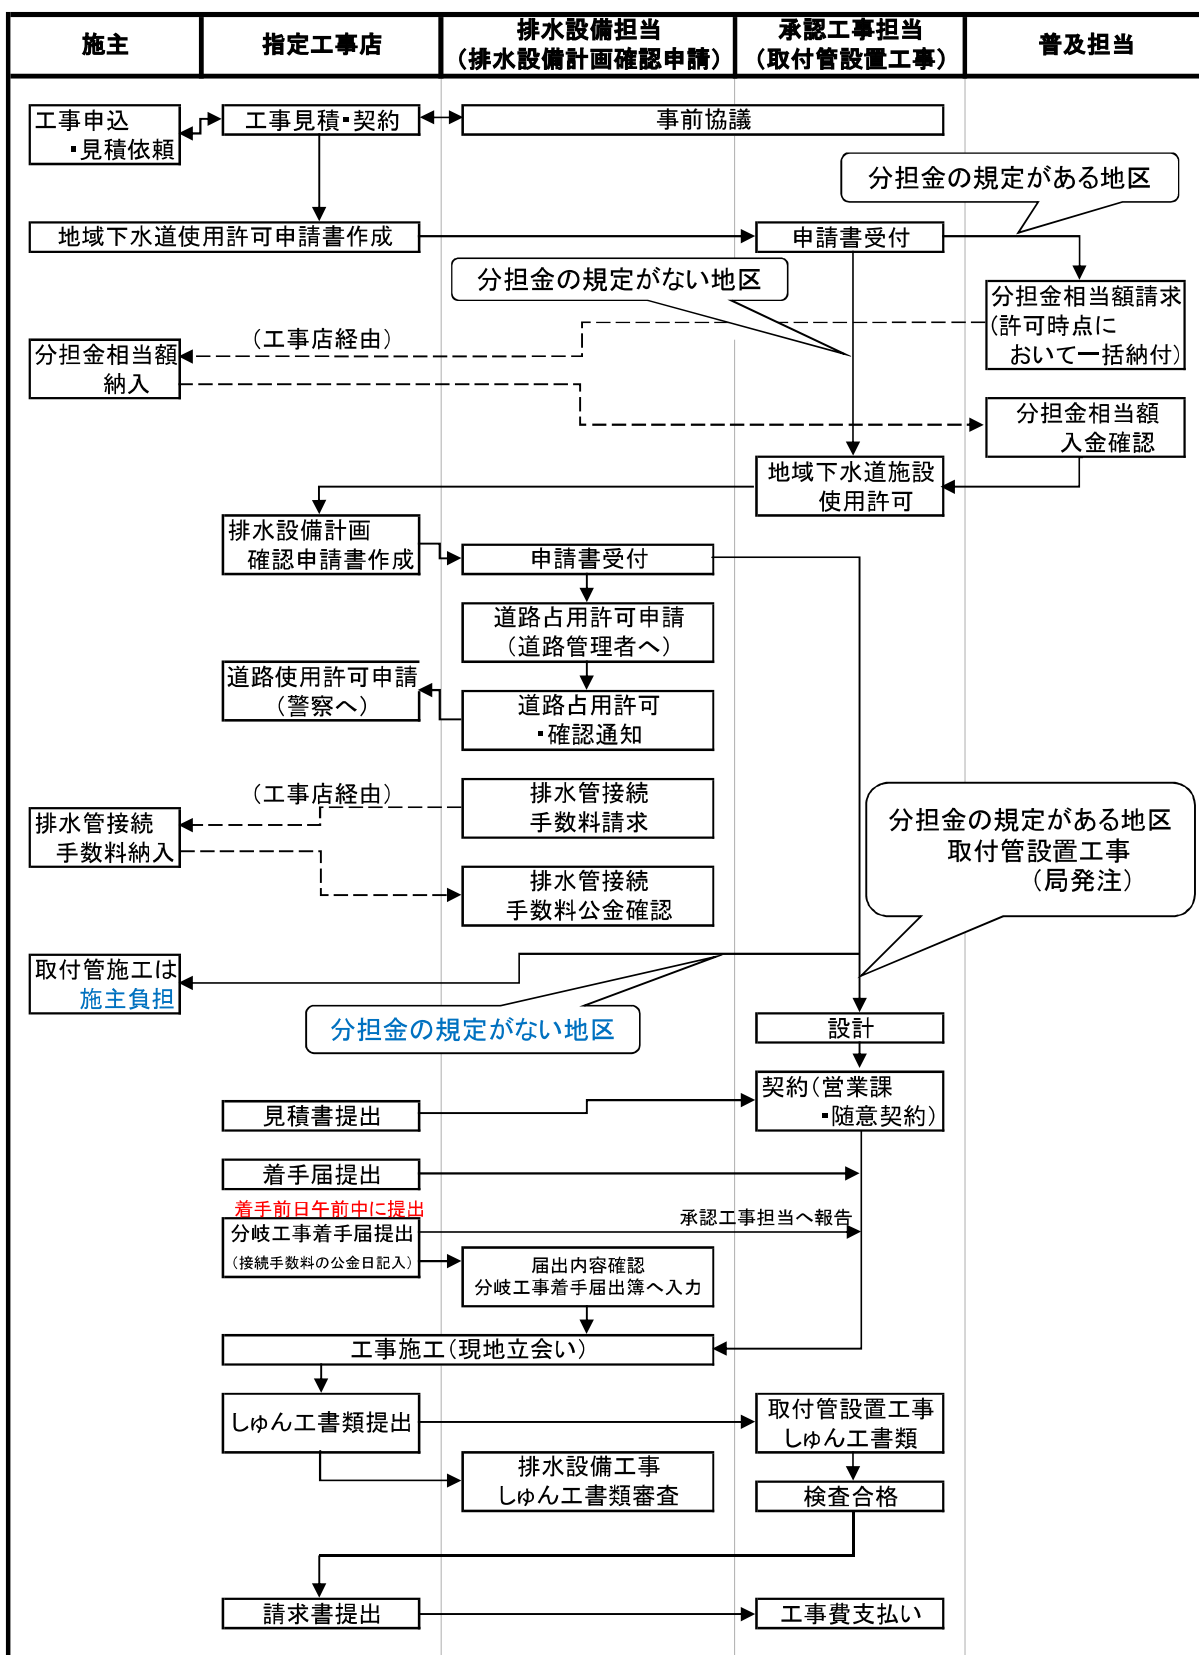 施主
指定工事店
排水設備担当
（排水設備計画確認申請）
承認工事担当
（取付管設置工事）
普及担当
工事申込
・見積依頼
工事見積・契約
事前協議
分担金の規定がある地区
地域下水道使用許可申請書作成
申請書受付
分担金の規定がない地区
分担金相当額請求
（許可時点に
おいて一括納付）
（工事店経由）
分担金相当額
納入
分担金相当額
入金確認
地域下水道施設
使用許可
排水設備計画
確認申請書作成
申請書受付
道路占用許可申請
（道路管理者へ）
道路使用許可申請
（警察へ）
道路占用許可
・確認通知
（工事店経由）
排水管接続
手数料請求
排水管接続
手数料納入
分担金の規定がある地区
取付管設置工事
（局発注）
排水管接続
手数料公金確認
取付管施工は
施主負担
分担金の規定がない地区
設計
契約（営業課
・随意契約）
見積書提出
着手届提出
着手前日午前中に提出
分岐工事着手届提出
（接続手数料の公金日記入）
承認工事担当へ報告
届出内容確認
分岐工事着手届出簿へ入力
工事施工（現地立会い）
しゅん工書類提出
取付管設置工事
しゅん工書類
排水設備工事
しゅん工書類審査
検査合格
請求書提出
工事費支払い